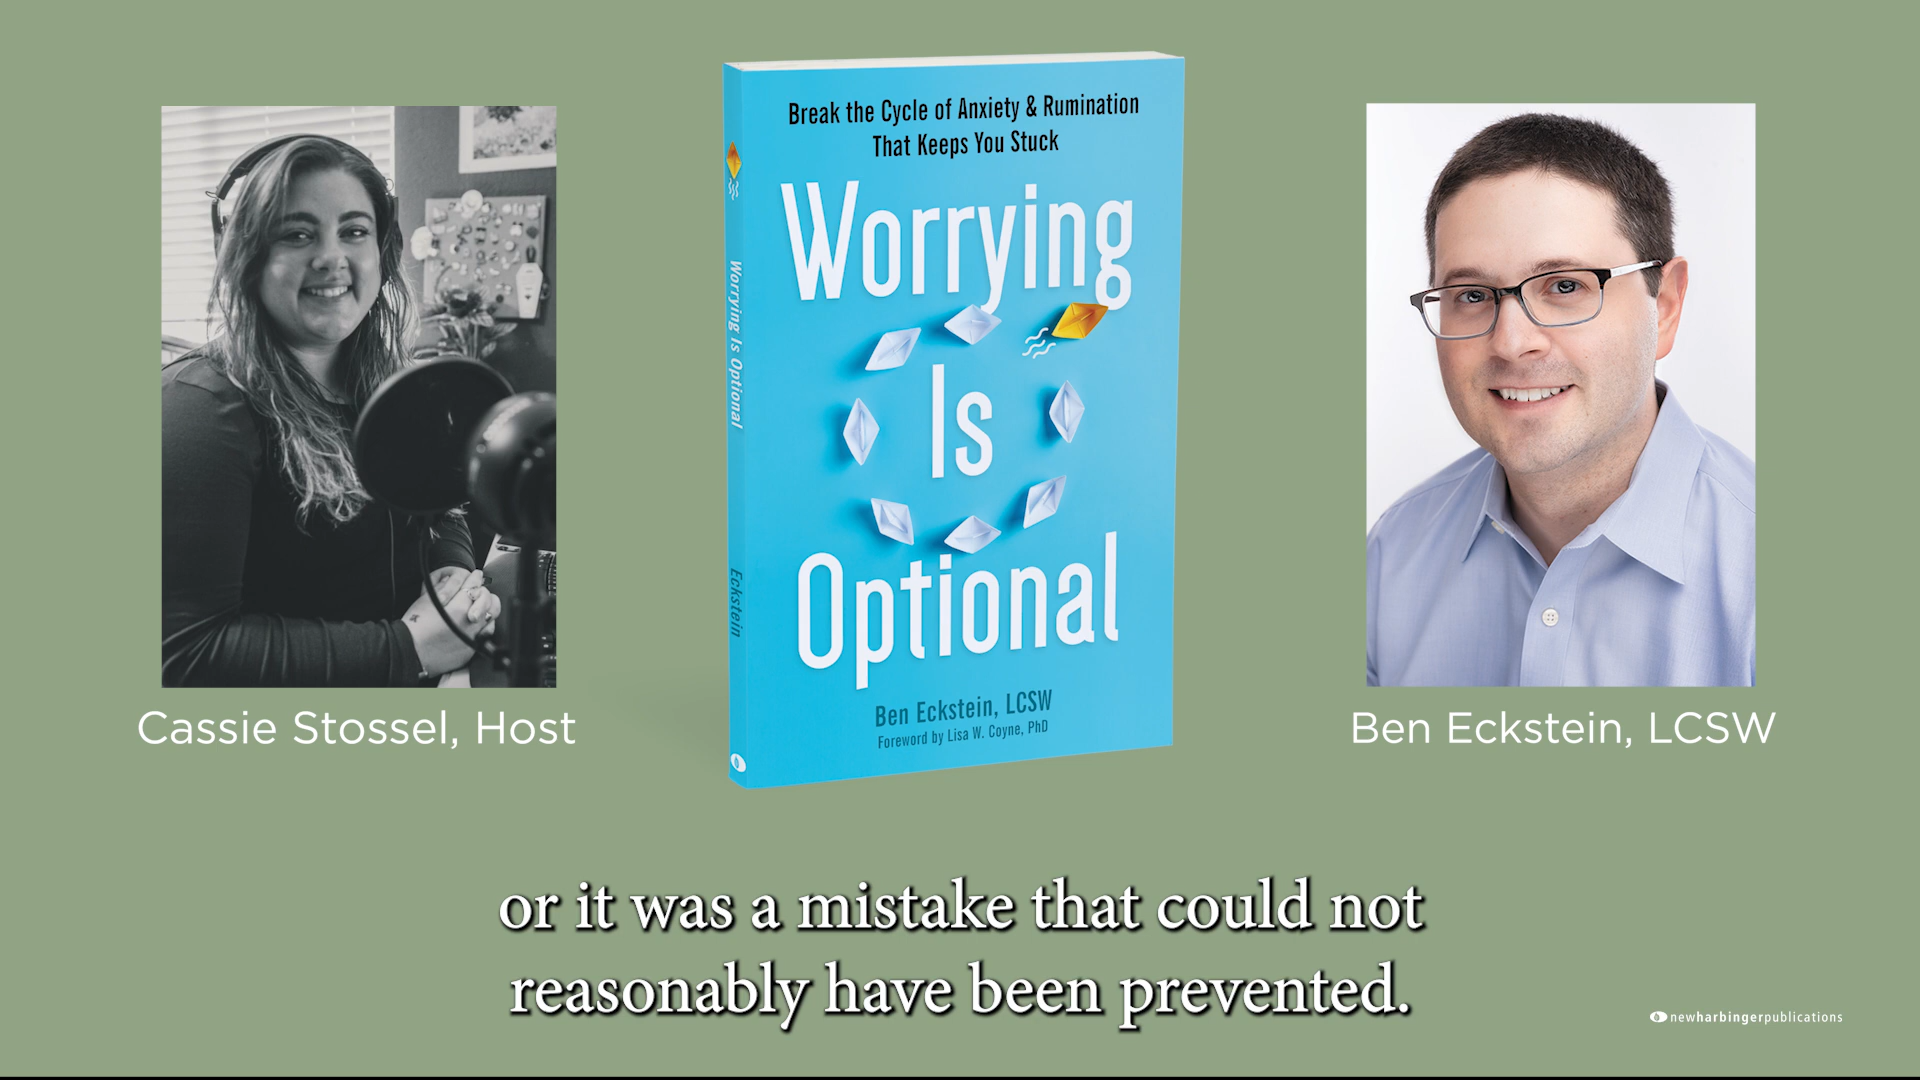 Break the Cycle of Anxiety & Rumination
That Keeps You Stuck
Worrying
Is
Optional
Ben Eckstein, LCSW
Foreword by Lisa W. Coyne, PhD
Worrying Is Optional
Eckstein
Cassie Stossel, Host
Ben Eckstein, LCSW
or it was a mistake that could not
reasonably have been prevented.
newharbingerpublications